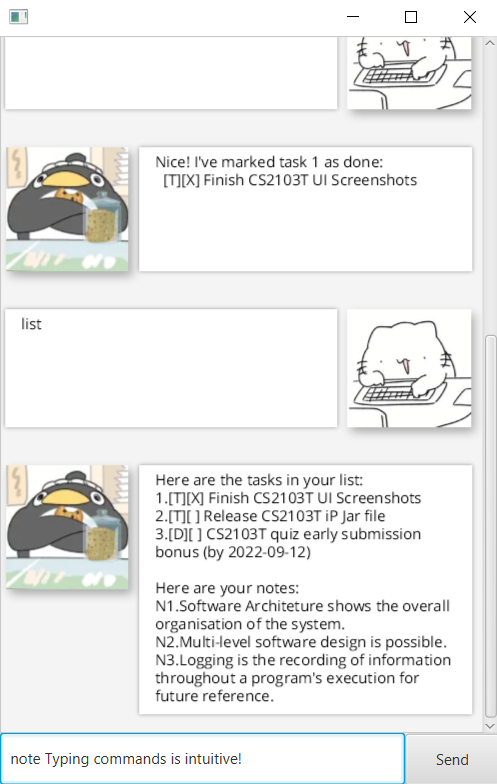 Nice! I've marked task 1 as done:
[T][X] Finish CS2103T UI Screenshots
list
Here are the tasks in your list:
1.[T][X] Finish CS2103T UI Screenshots
2.[T][ ] Release CS2103T iP Jar file
3.[D][ ] CS2103T quiz early submission
bonus (by 2022-09-12)
Here are your notes:
N1.Software Architeture shows the overall
organisation of the system.
N2.Multi-level software design is possible.
N3.Logging is the recording of information
throughout a program's execution for
future reference.
note Typing commands is intuitive!
Send